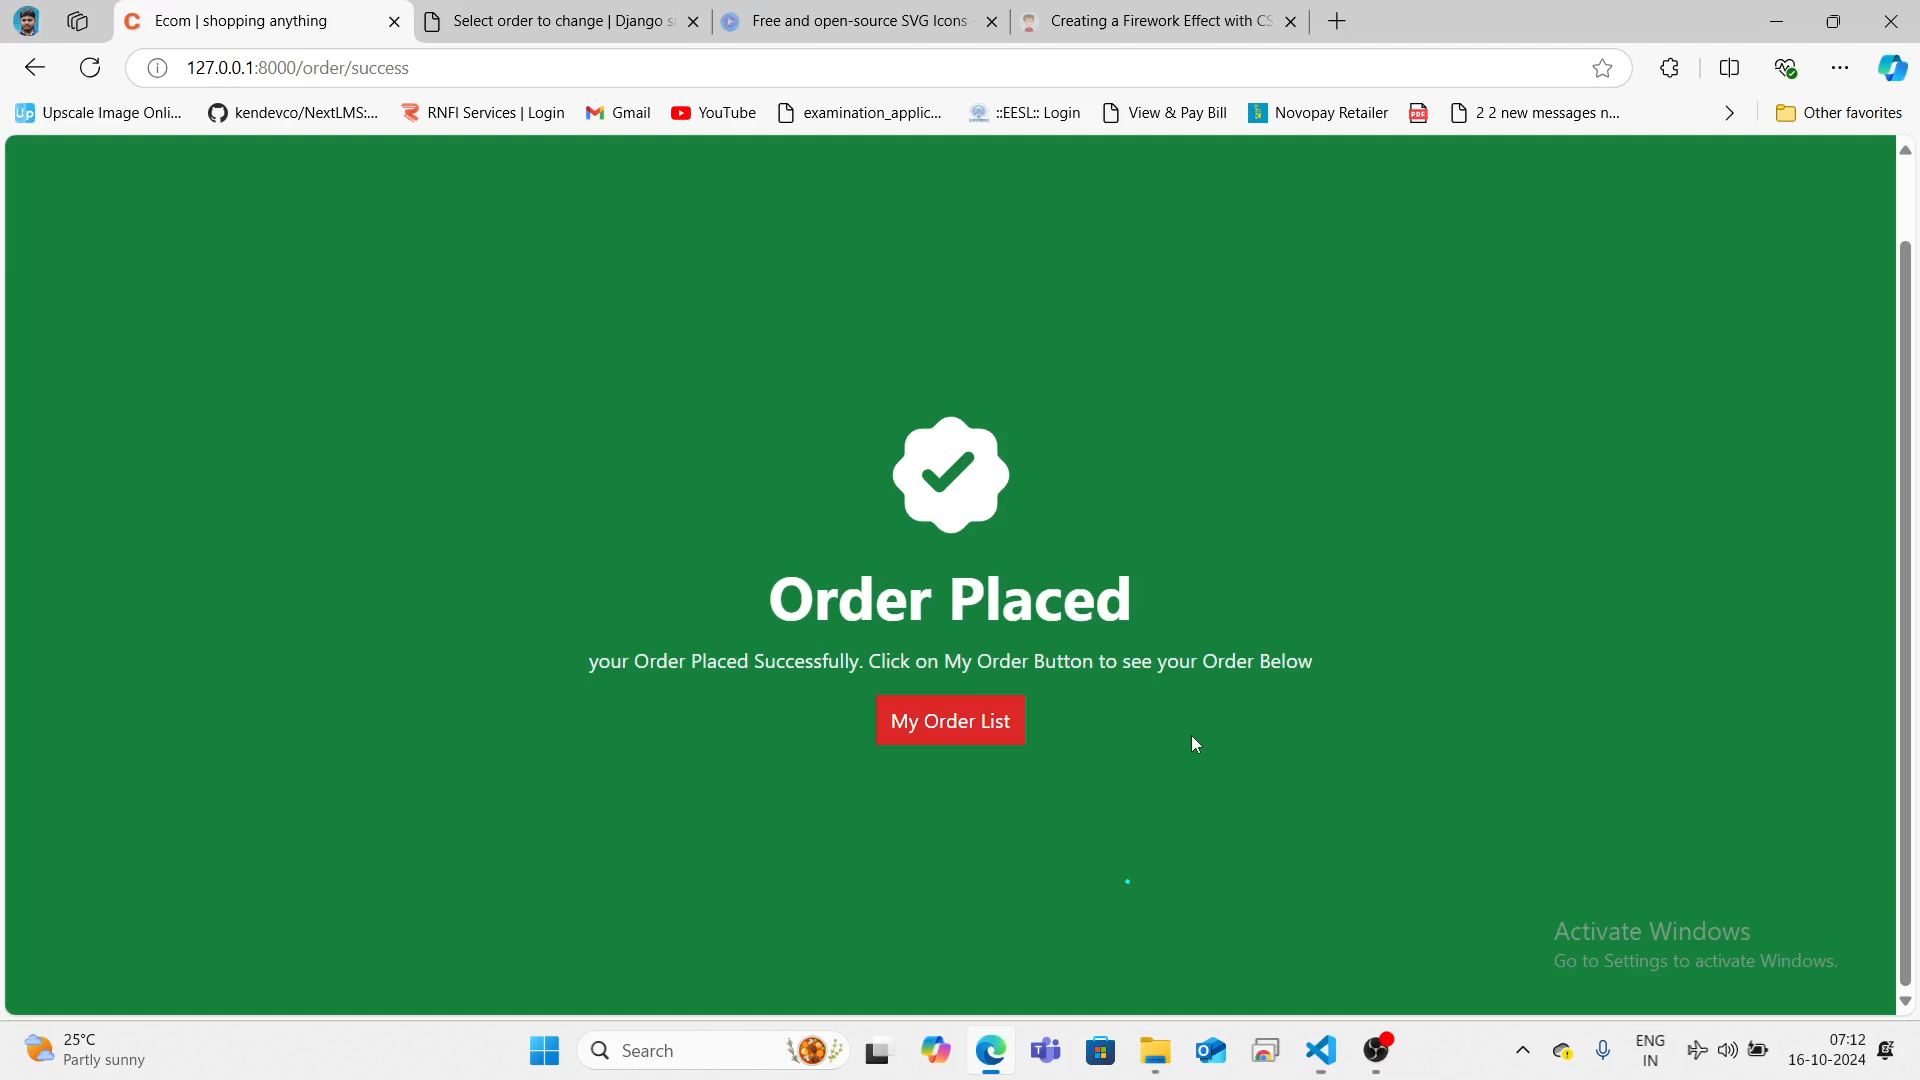 Ecom | shopping anything
Select order to change | Django si
Free and open-source SVG Icons -
Creating a Firework Effect with CS
127.0.0.1:8000/order/success
Up
Upscale Image Onli...
kendevco/NextLMS:...
RNFI Services | Login
Gmail
YouTube
examination_applic...
::EESL:: Login
View & Pay Bill
Novopay Retailer
PDF
2 2 new messages n...
Other favorites
Order Placed
your Order Placed Successfully. Click on My Order Button to see your Order Below
My Order List
Activate Windows
Go to Settings to activate Windows.
25°C
Partly sunny
Search
ENG
IN
07:12
16-10-2024